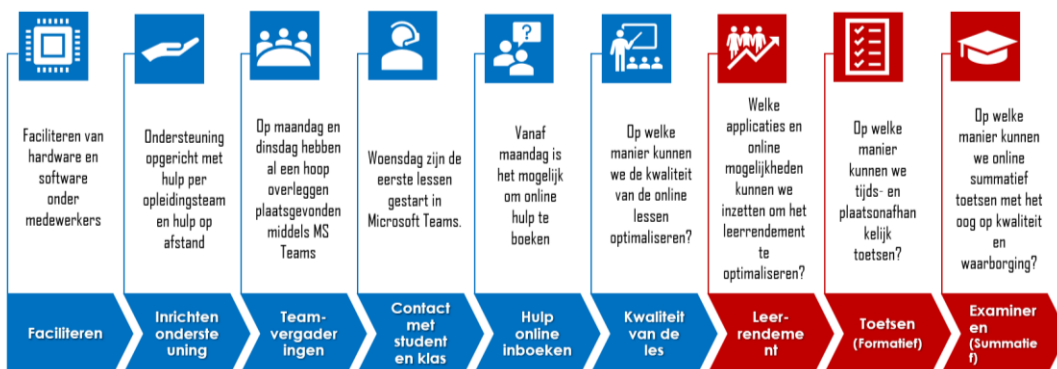 ?
Faciliteren van
hardware en
software
onder
medewerkers
Ondersteuning
opgericht met
hulp per
opleidingsteam
en hulp op
afstand
Op maandag en
dinsdag hebben
al een hoop
overleggen
plaatsgevonden
middels MS
Teams
Woensdag zijn de
eerste lessen
gestart in
Microsoft Teams.
Vanaf
maandag is
het mogelijk
om online
hulp te
boeken
Op welke
manier kunnen
we de kwaliteit
van de online
lessen
optimaliseren?
Welke
applicaties en
online
mogelijkheden
kunnen we
inzetten om het
leerrendement
te
optimaliseren?
Op welke
manier
kunnen we
tijds- en
plaatsonafhan
kelijk
toetsen?
Op welke
manier kunnen
we online
summatief
toetsen met het
oog op kwaliteit
en
waarborging?
Faciliteren
Inrichten
onderste
uning
Team-
vergader
ingen
Contact
met
student
en klas
Hulp
online
inboeken
Kwaliteit
van de
les
Leer-
rendeme
nt
Toetsen
(Formatief)
Examiner
en
(Summatie
f)